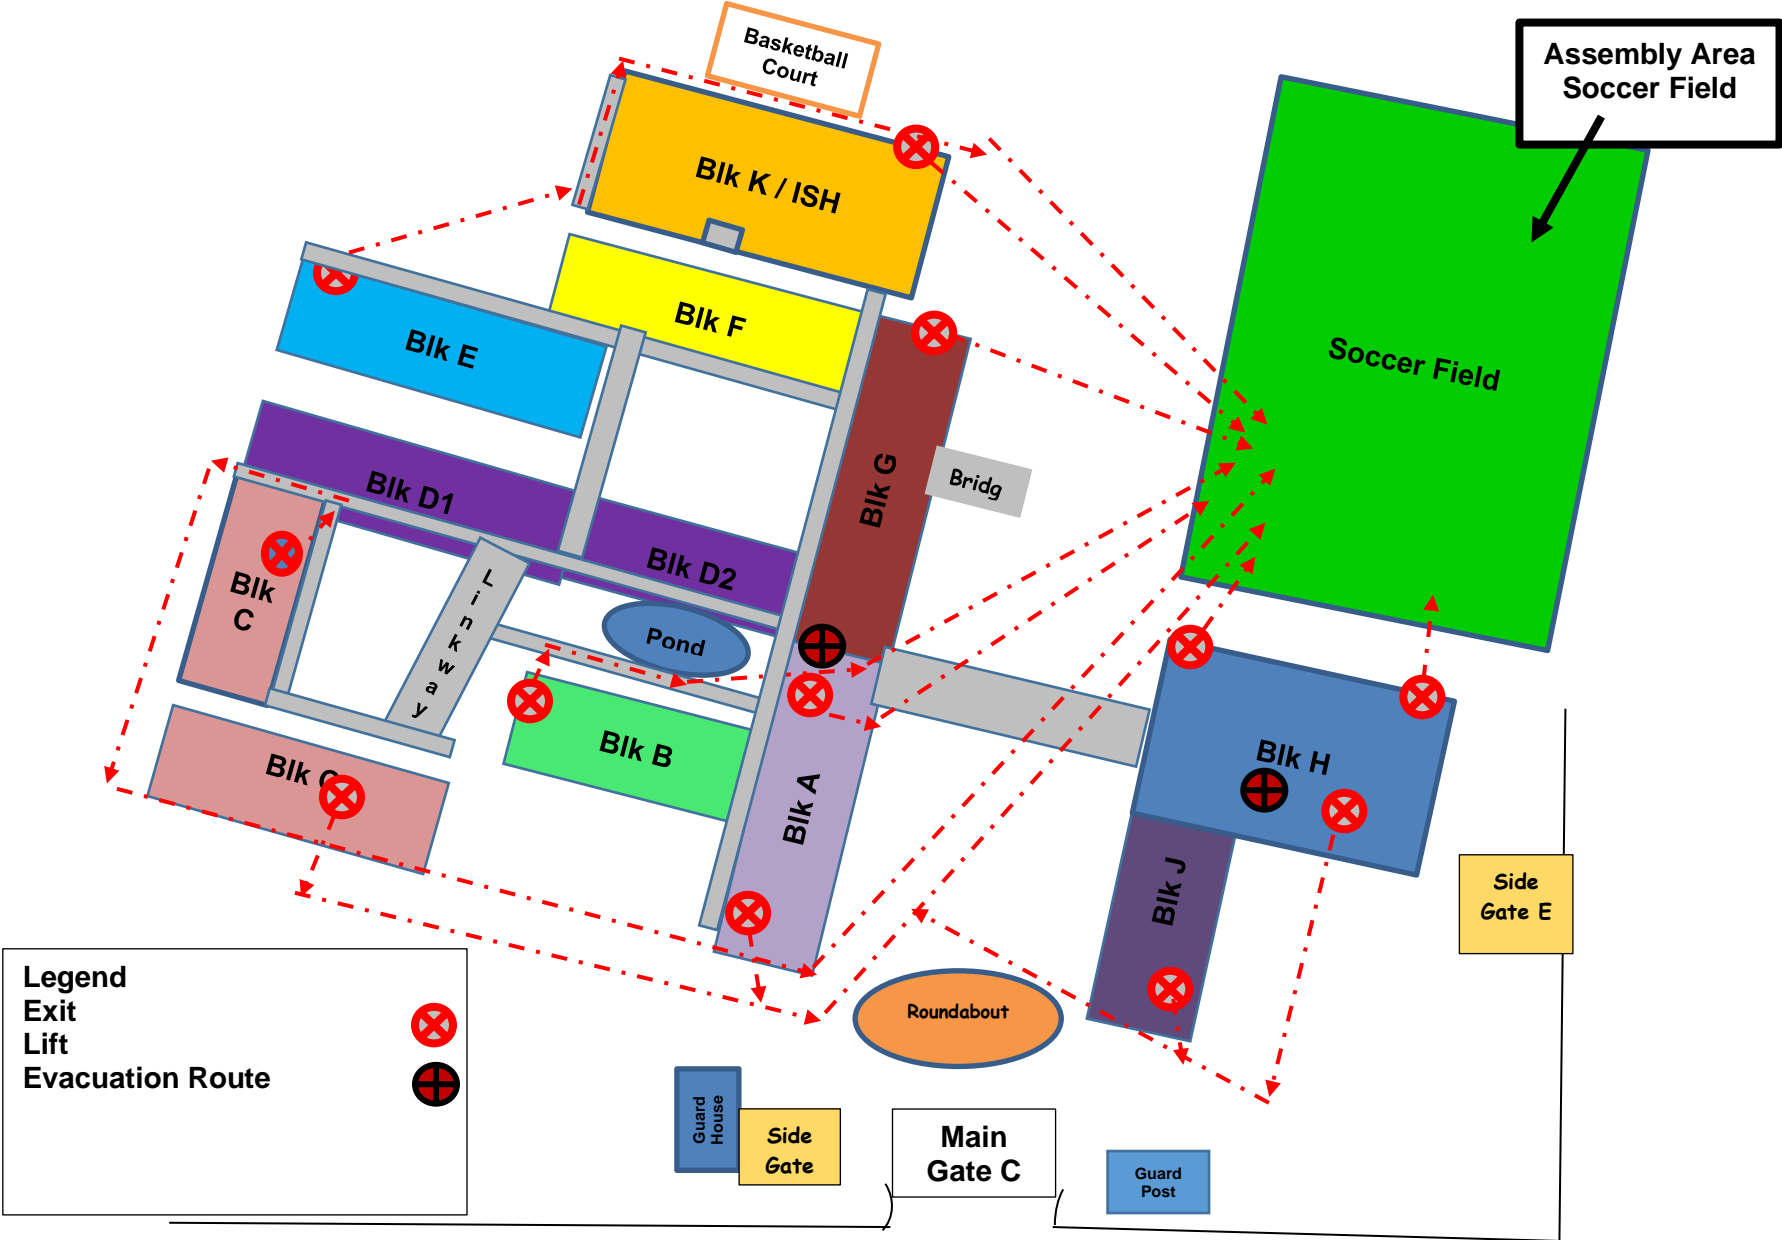 Basketball
Court
Assembly Area
Soccer Field
Blk K / ISH
Blk F
Blk E
Soccer Field
Blk G
Bridg
Blk D1
Blk D2
Blk
C
Linkway
Pond
Blk B
Blk A
Blk
Blk H
Blk J
Side
Gate E
Roundabout
Legend
Exit
Lift
Evacuation Route
Guard
House
Side
Gate
Main
Gate C
Guard
Post